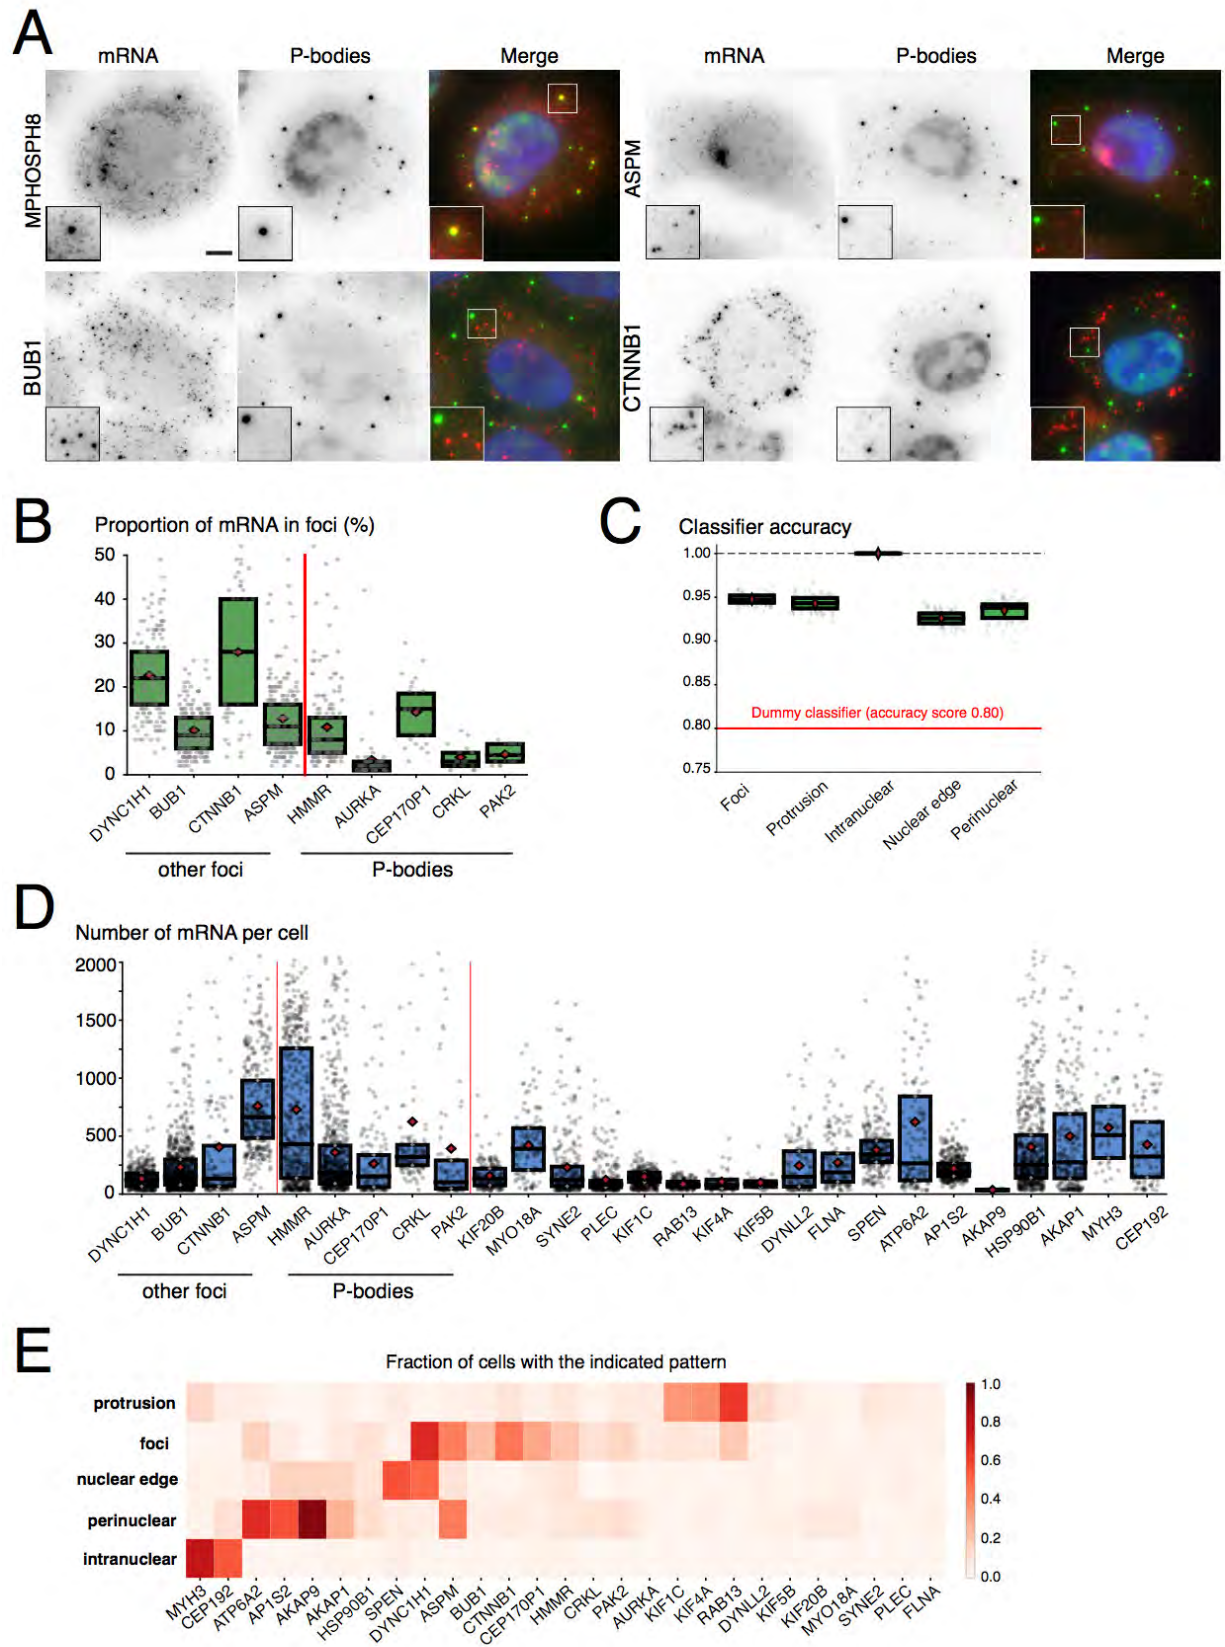 A
mRNA P-bodies Merge mRNA P-bodies Merge
MPHOSPH8
ASPM
BUB1
CTNNB1
B
Proportion of mRNA in foci (%)
50
40
30
20
10
0
DYNC1H1 BUB1 CTNNB1 ASPM HMMR AURKA CEP170P1 CRKL PAK2
other foci P-bodies
C
Classifier accuracy
1.00
0.95
0.90
0.85
Dummy classifier (accuracy score 0.80)
0.80
0.75
Foci Protrusion Intranuclear Nuclear edge Perinuclear
D
Number of mRNA per cell
2000
1500
1000
500
0
DYNC1H1 BUB1 CTNNB1 ASPM HMMR AURKA CEP170P1 CRKL PAK2 KIF20B MYO18A SYNE2 PLEC KIF1C RAB13 KIF4A KIF5B DYNLL2 FLNA SPEN ATP6A2 AP1S2 AKAP9 HSP90B1 AKAP1 MYH3 CEP192
other foci P-bodies
E
Fraction of cells with the indicated pattern
protrusion
foci
nuclear edge
perinuclear
intranuclear
1.0
0.8
0.6
0.4
0.2
0.0
MYH3 CEP192 ATP6A2 AP1S2 AKAP9 AKAP1 HSP90B1 SPEN DYNC1H1 ASPM BUB1 CTNNB1 CEP170P1 HMMR CRKL PAK2 AURKA KIF1C KIF4A RAB13 DYNLL2 KIF5B KIF20B MYO18A SYNE2 PLEC FLNA